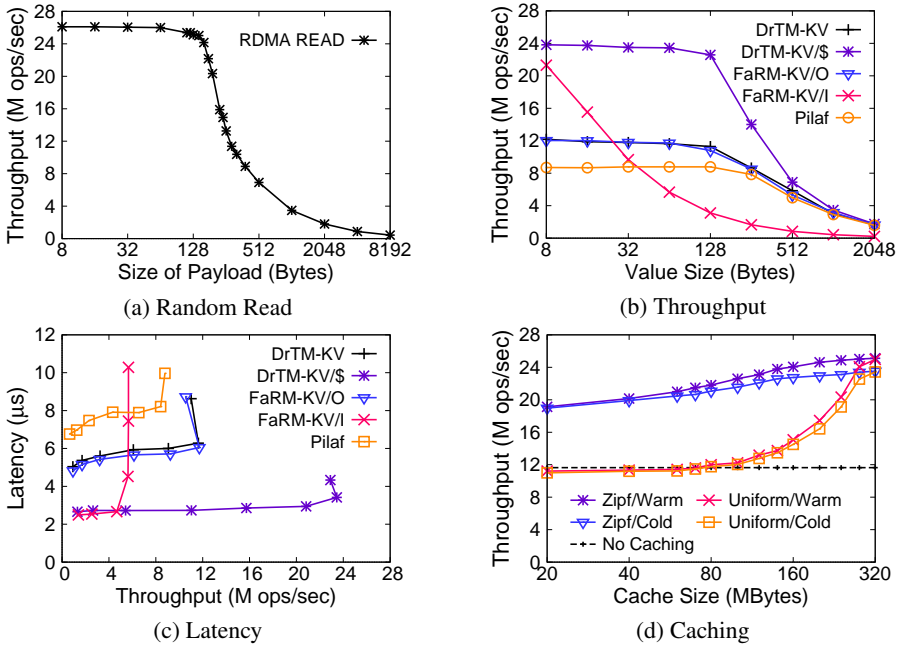 Throughput (M ops/sec)
28
24
20
16
12
8
4
0
RDMA READ
8 32 128 512 2048 8192
Size of Payload (Bytes)
(a) Random Read
Throughput (M ops/sec)
28
24
20
16
12
8
4
0
DrTM-KV
DrTM-KV/$
FaRM-KV/O
FaRM-KV/I
Pilaf
8 32 128 512 2048
Value Size (Bytes)
(b) Throughput
Latency (μs)
12
10
8
6
4
2
0
DrTM-KV
DrTM-KV/$
FaRM-KV/O
FaRM-KV/I
Pilaf
0 4 8 12 16 20 24 28
Throughput (M ops/sec)
(c) Latency
Throughput (M ops/sec)
28
24
20
16
12
8
4
0
Zipf/Warm Uniform/Warm
Zipf/Cold Uniform/Cold
No Caching
20 40 80 160 320
Cache Size (MBytes)
(d) Caching